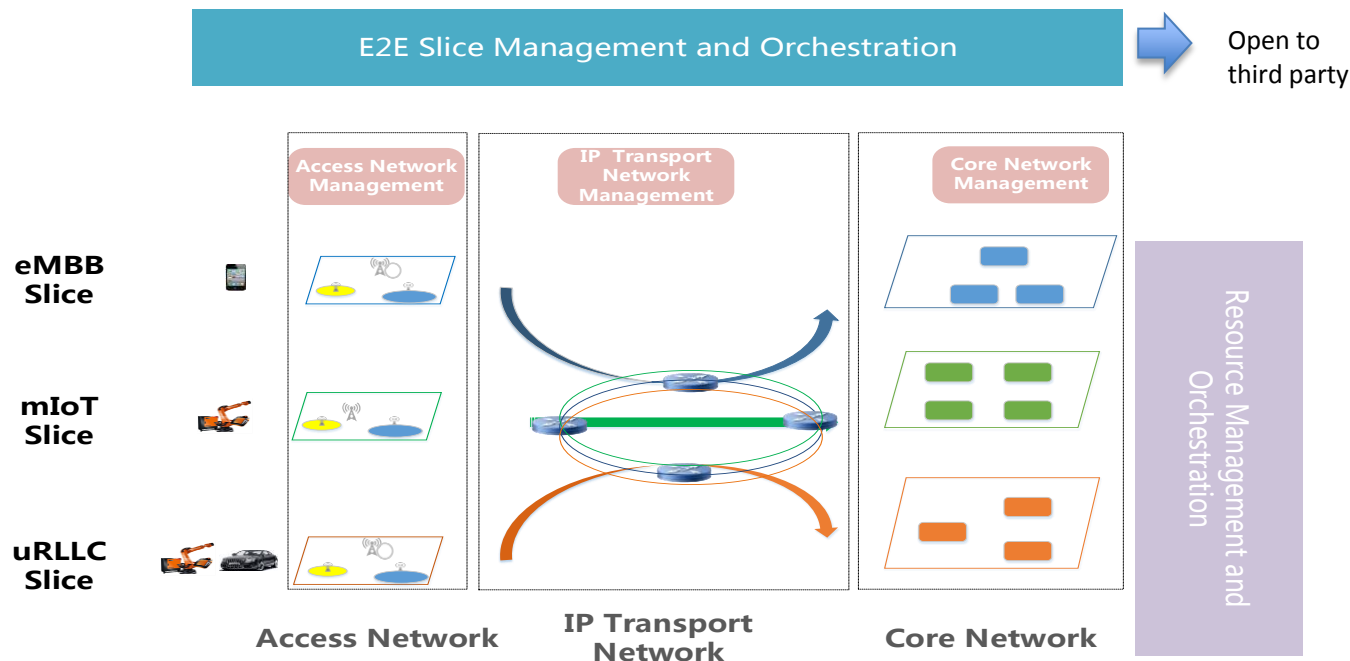 E2E Slice Management and Orchestration
Open to
third party
Access Network
Management
IP Transport
Network
Management
Core Network
Management
eMBB
Slice
mIoT
Slice
uRLLC
Slice
Resource Management and
Orchestration
Access Network
IP Transport
Network
Core Network